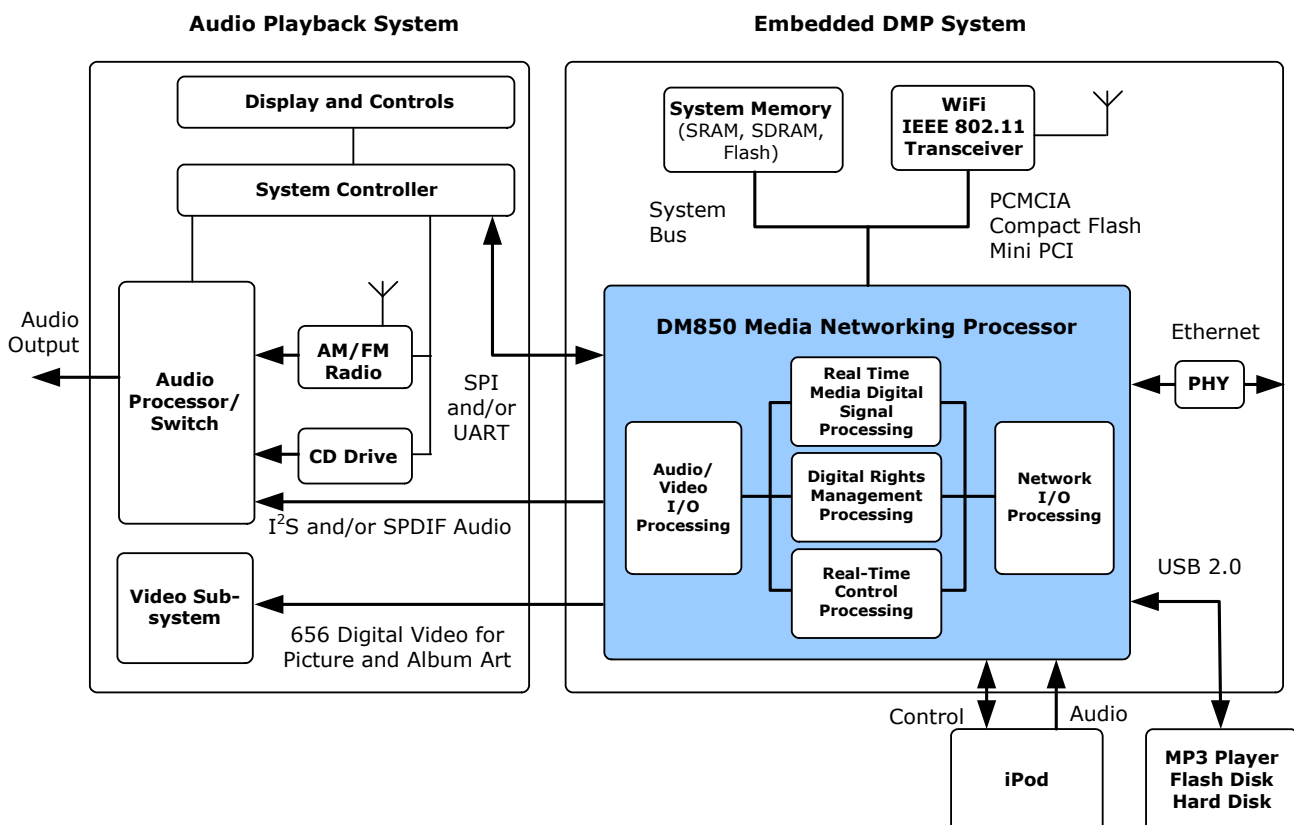 Audio Playback System
Embedded DMP System
Display and Controls
System Controller
Audio
Output
Audio
Processor/
Switch
AM/FM
Radio
CD Drive
SPI
and/or
UART
I²S and/or SPDIF Audio
Video Sub-
system
656 Digital Video for
Picture and Album Art
System Memory
(SRAM, SDRAM,
Flash)
WiFi
IEEE 802.11
Transceiver
System
Bus
PCMCIA
Compact Flash
Mini PCI
DM850 Media Networking Processor
Real Time
Media Digital
Signal
Processing
Audio/
Video
I/O
Processing
Digital Rights
Management
Processing
Network
I/O
Processing
Real-Time
Control
Processing
Ethernet
PHY
USB 2.0
Control
Audio
iPod
MP3 Player
Flash Disk
Hard Disk